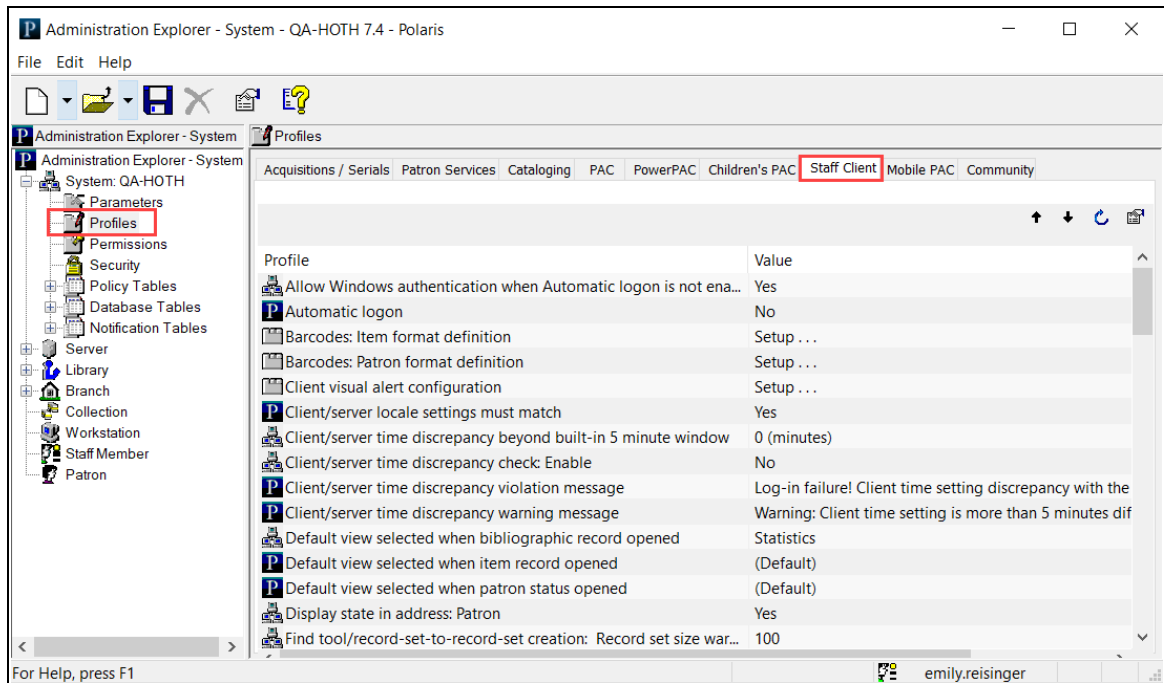 Administration Explorer - System - QA-HOTH 7.4 - Polaris
File Edit Help
Administration Explorer - System
Profiles
Administration Explorer - System
System: QA-HOTH
Parameters
Profiles
Permissions
Security
Policy Tables
Database Tables
Notification Tables
Server
Library
Branch
Collection
Workstation
Staff Member
Patron
Acquisitions / Serials Patron Services Cataloging PAC PowerPAC Children's PAC Staff Client Mobile PAC Community
Profile Value
Allow Windows authentication when Automatic logon is not ena... Yes
Automatic logon No
Barcodes: Item format definition Setup . . .
Barcodes: Patron format definition Setup . . .
Client visual alert configuration Setup . . .
Client/server locale settings must match Yes
Client/server time discrepancy beyond built-in 5 minute window 0 (minutes)
Client/server time discrepancy check: Enable No
Client/server time discrepancy violation message Log-in failure! Client time setting discrepancy with the
Client/server time discrepancy warning message Warning: Client time setting is more than 5 minutes dif
Default view selected when bibliographic record opened Statistics
Default view selected when item record opened (Default)
Default view selected when patron status opened (Default)
Display state in address: Patron Yes
Find tool/record-set-to-record-set creation: Record set size war... 100
For Help, press F1 emily.reisinger